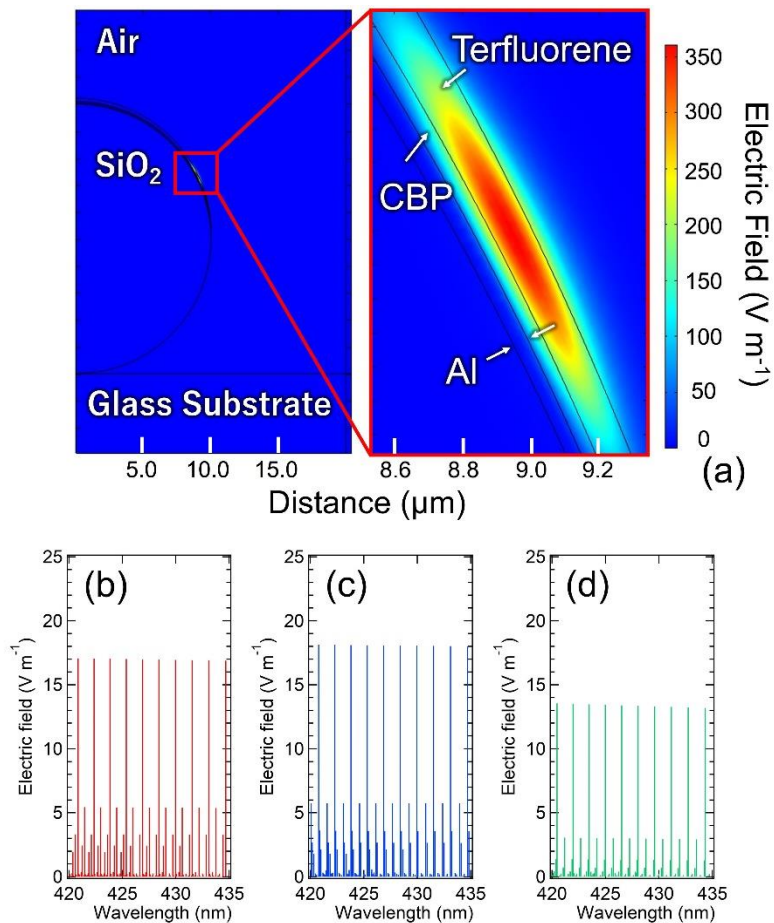 Air
SiO₂
Glass Substrate
Terfluorene
CBP
Al
5.0 10.0 15.0
8.6 8.8 9.0 9.2
Distance (µm)
350
300
250
200
150
100
50
0
Electric Field (V m⁻¹)
(a)
(b)
25
20
15
10
5
0
Electric field (V m⁻¹)
420 425 430 435
Wavelength (nm)
(c)
25
20
15
10
5
0
Electric field (V m⁻¹)
420 425 430 435
Wavelength (nm)
(d)
25
20
15
10
5
0
Electric field (V m⁻¹)
420 425 430 435
Wavelength (nm)